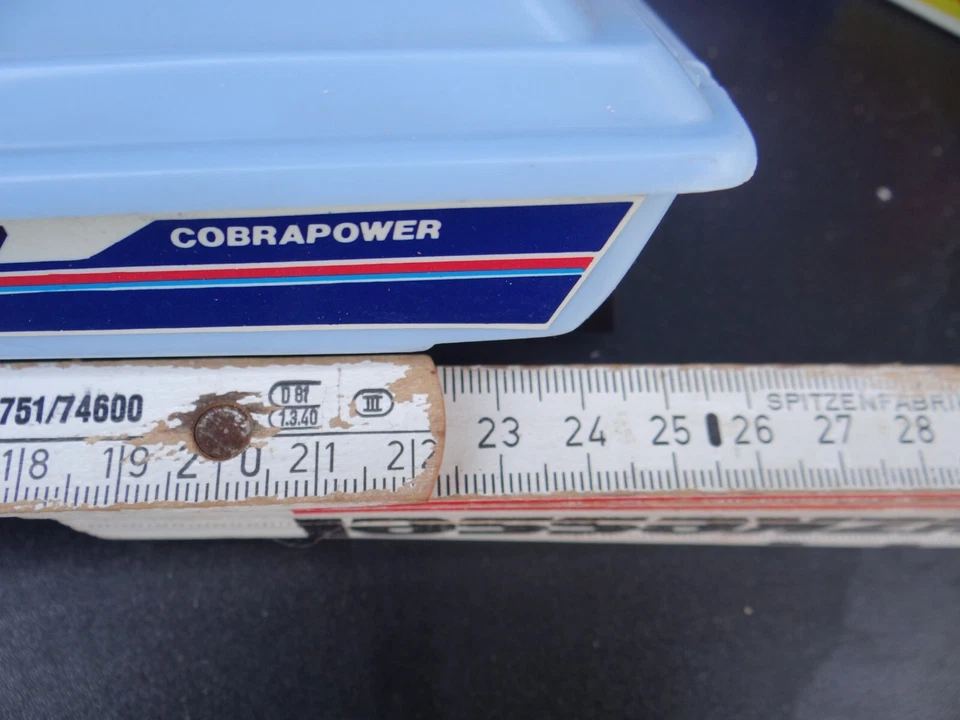 COBRAPOWER
751/74600
D 81
1.3.40
III
SPITZENFABRI
18 19 20 21 22 23 24 25 26 27 28